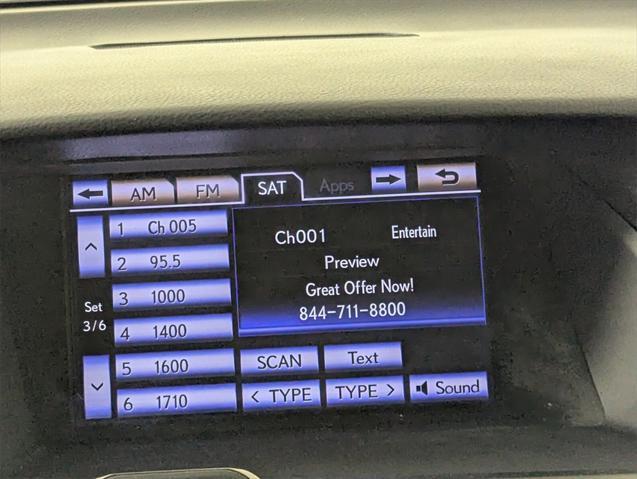 AM FM SAT Apps
1 Ch 005
2 95.5
3 1000
4 1400
5 1600
6 1710
Set
3/6
Ch001 Entertain
Preview
Great Offer Now!
844-711-8800
SCAN Text
< TYPE TYPE > Sound